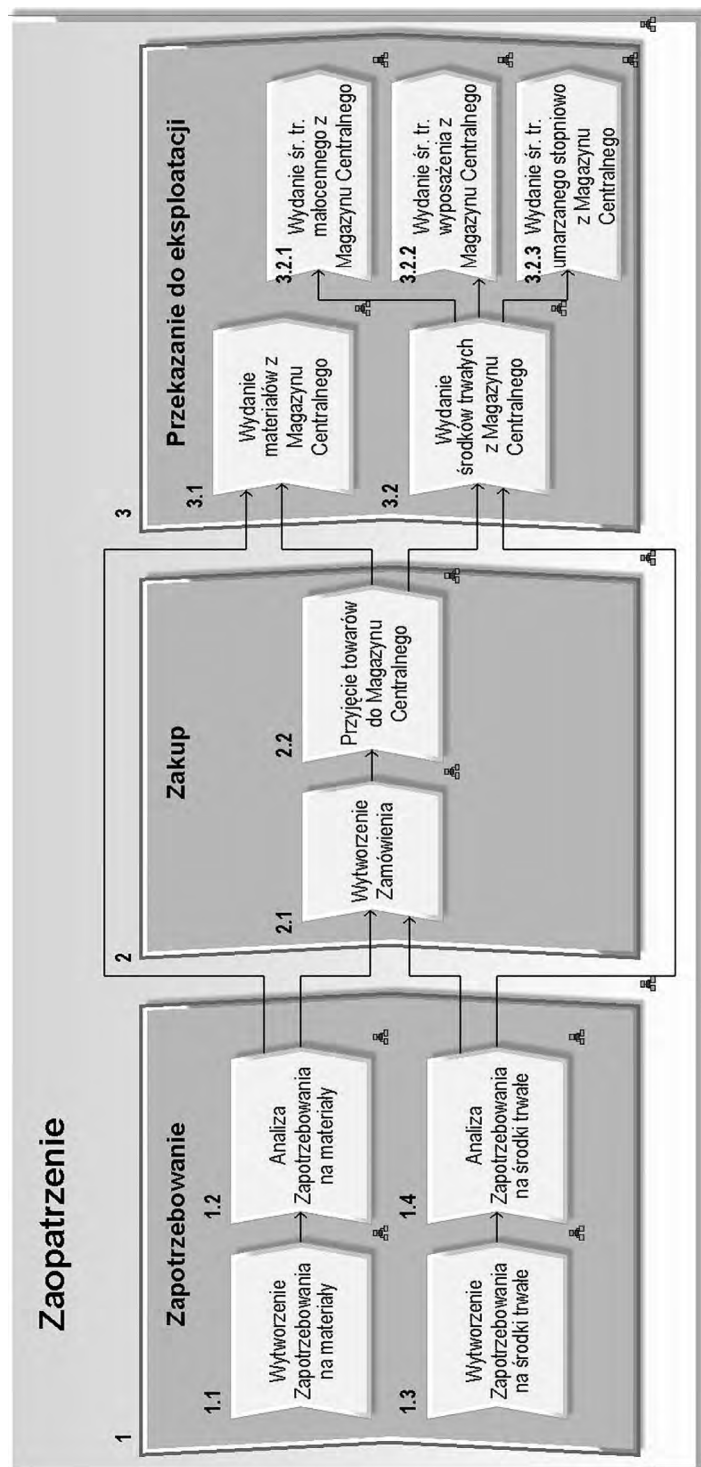 Zaopatrzenie
1
Zapotrzebowanie
1.1
Wytworzenie
Zapotrzebowania
na materiały
1.2
Analiza
Zapotrzebowania
na materiały
1.3
Wytworzenie
Zapotrzebowania
na środki trwałe
1.4
Analiza
Zapotrzebowania
na środki trwałe
2
Zakup
2.1
Wytworzenie
Zamówienia
2.2
Przyjęcie towarów
do Magazynu
Centralnego
3
Przekazanie do eksploatacji
3.1
Wydanie
materiałów z
Magazynu
Centralnego
3.2
Wydanie
środków trwałych
z Magazynu
Centralnego
3.2.1 Wydanie śr. tr.
małocennego z
Magazynu Centralnego
3.2.2 Wydanie śr. tr.
wyposażenia z
Magazynu Centralnego
3.2.3 Wydanie śr. tr.
umarzanego stopniowo
z Magazynu
Centralnego